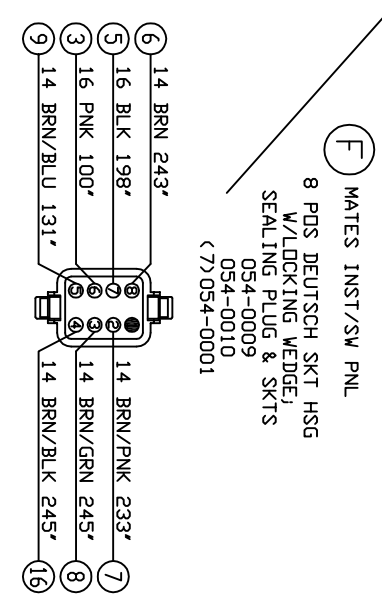 F MATES INST/SW PNL
8 POS DEUTSCH SKT HSG
W/LOCKING WEDGE;
SEALING PLUG & SKTS
054-0009
054-0010
(7)054-0001
6 14 BRN 243" 8
5 16 BLK 198" 7 2 14 BRN/PNK 233" 7
3 16 PNK 100" 6 3 14 BRN/GRN 245" 8
9 14 BRN/BLU 131" 5 4 14 BRN/BLK 245" 16